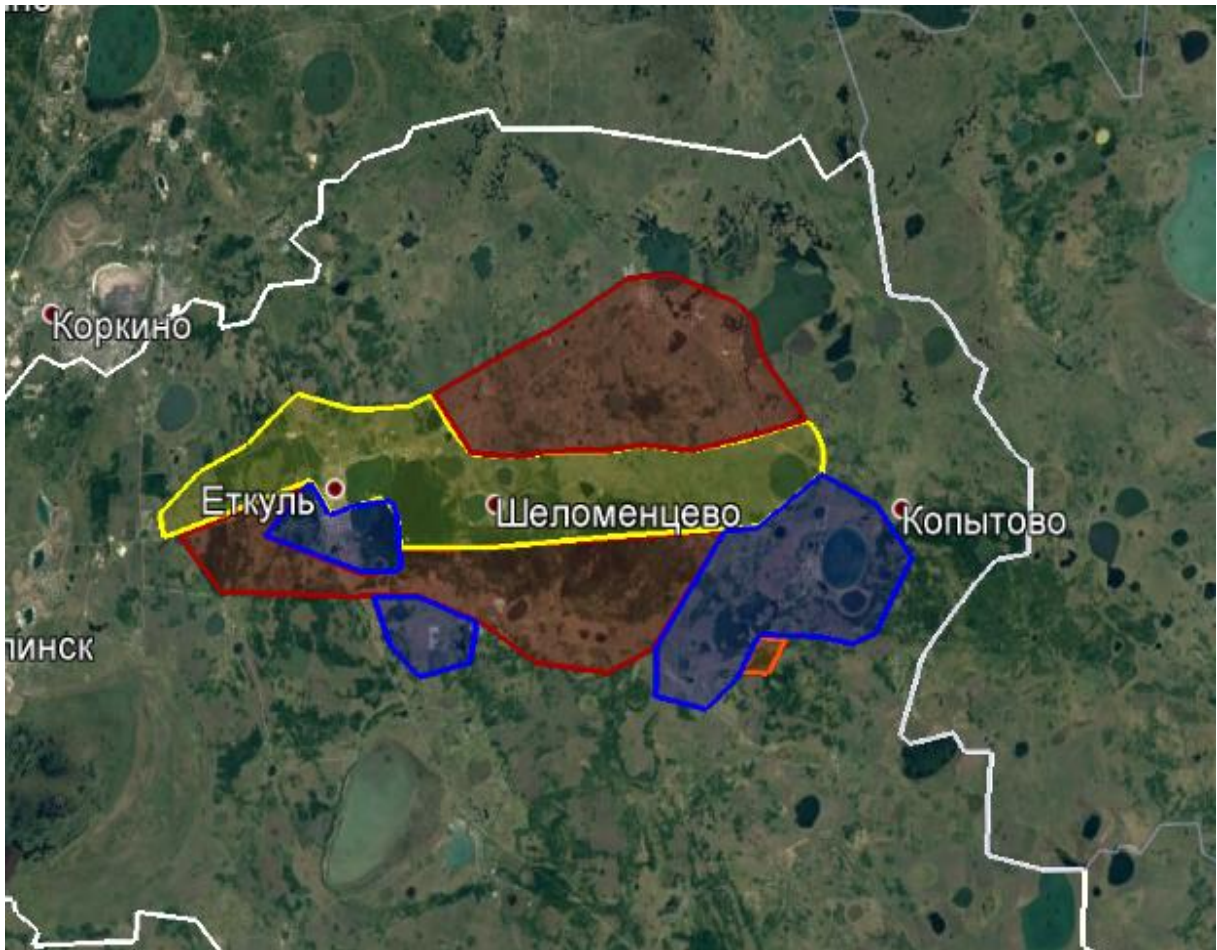 Коркино
Еткуль
Шеломенцево
Копытово
линск